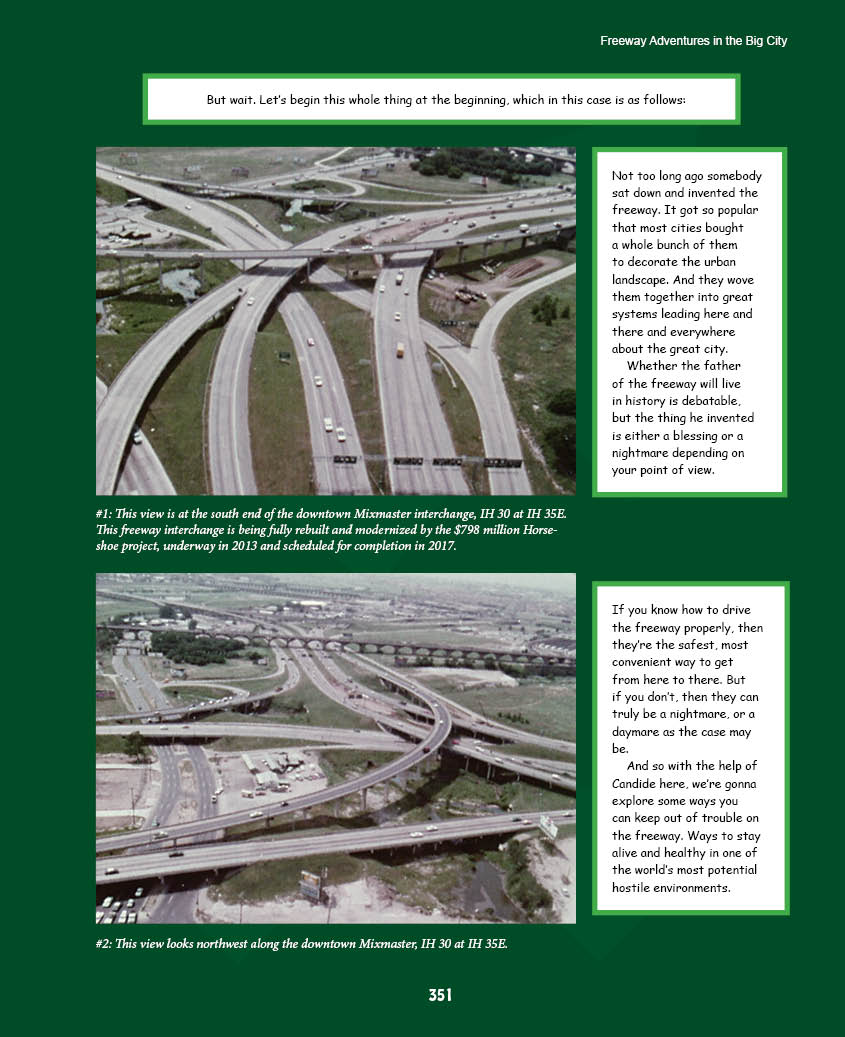 Freeway Adventures in the Big City
But wait. Let's begin this whole thing at the beginning, which in this case is as follows:
Not too long ago somebody
sat down and invented the
freeway. It got so popular
that most cities bought
a whole bunch of them
to decorate the urban
landscape. And they wove
them together into great
systems leading here and
there and everywhere
about the great city.
Whether the father
of the freeway will live
in history is debatable,
but the thing he invented
is either a blessing or a
nightmare depending on
your point of view.
#1: This view is at the south end of the downtown Mixmaster interchange, IH 30 at IH 35E.
This freeway interchange is being fully rebuilt and modernized by the $798 million Horse-
shoe project, underway in 2013 and scheduled for completion in 2017.
If you know how to drive
the freeway properly, then
they're the safest, most
convenient way to get
from here to there. But
if you don't, then they can
truly be a nightmare, or a
daymare as the case may
be.
And so with the help of
Candide here, we're gonna
explore some ways you
can keep out of trouble on
the freeway. Ways to stay
alive and healthy in one of
the world's most potential
hostile environments.
#2: This view looks northwest along the downtown Mixmaster, IH 30 at IH 35E.
351